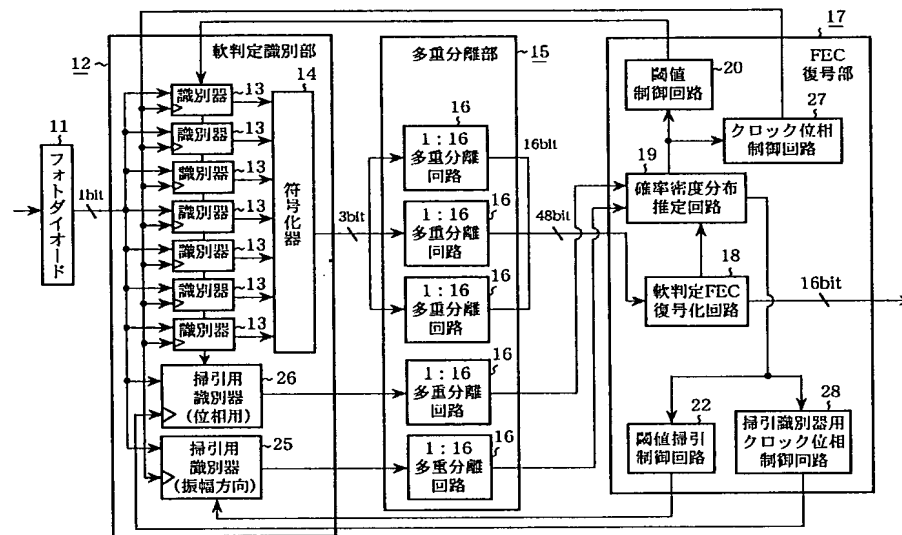 12
軟判定識別部
識別器
13
識別器
13
識別器
13
識別器
13
識別器
13
識別器
13
識別器
13
14
符号化器
11
フォトダイオード
1bit
掃引用
識別器
(位相用)
26
掃引用
識別器
(振幅方向)
25
多重分離部
15
16
1:16
多重分離
回路
16bit
3bit
16
1:16
多重分離
回路
48bit
16
1:16
多重分離
回路
16
1:16
多重分離
回路
16
1:16
多重分離
回路
17
FEC
復号部
閾値
制御回路
20
27
クロック位相
制御回路
19
確率密度分布
推定回路
18
軟判定FEC
復号化回路
16bit
22
閾値掃引
制御回路
28
掃引識別器用
クロック位相
制御回路